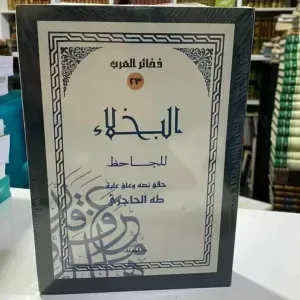 ذخائر العرب
٢٣
البخلاء
للجاحظ
حقق نصه وعلق عليه
طه الحاجري